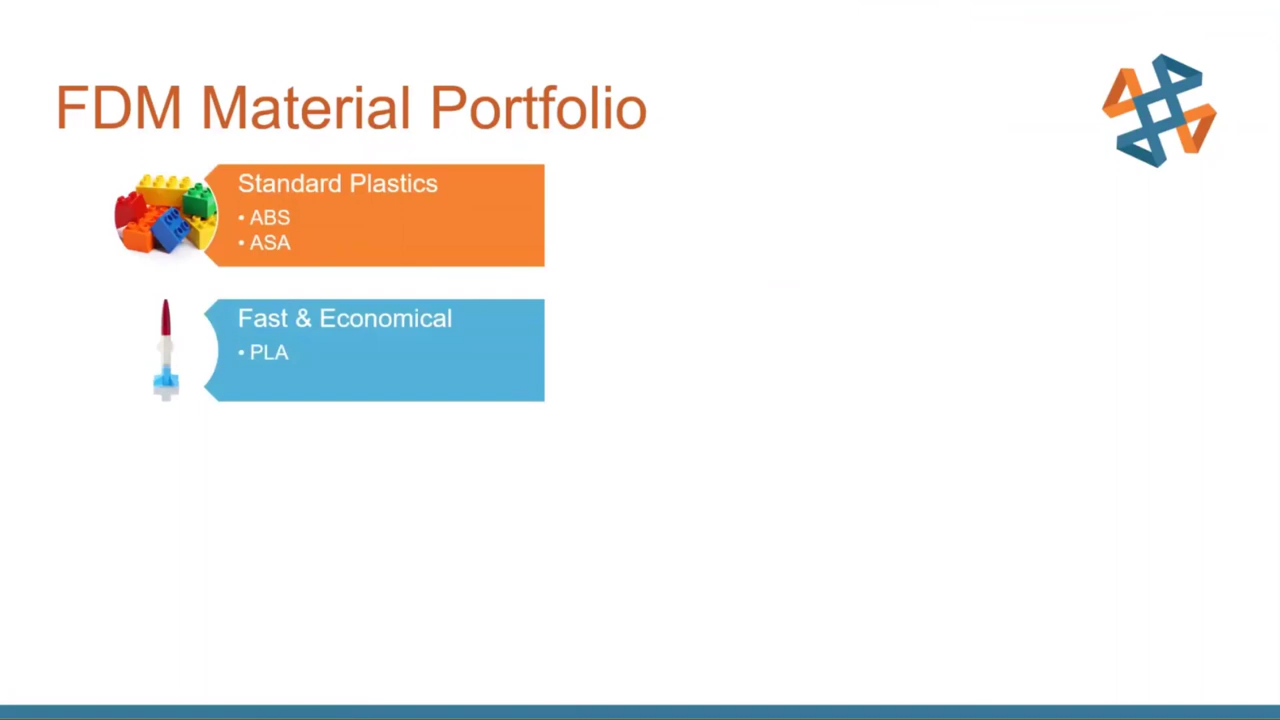 FDM Material Portfolio
Standard Plastics
• ABS
• ASA
Fast & Economical
• PLA